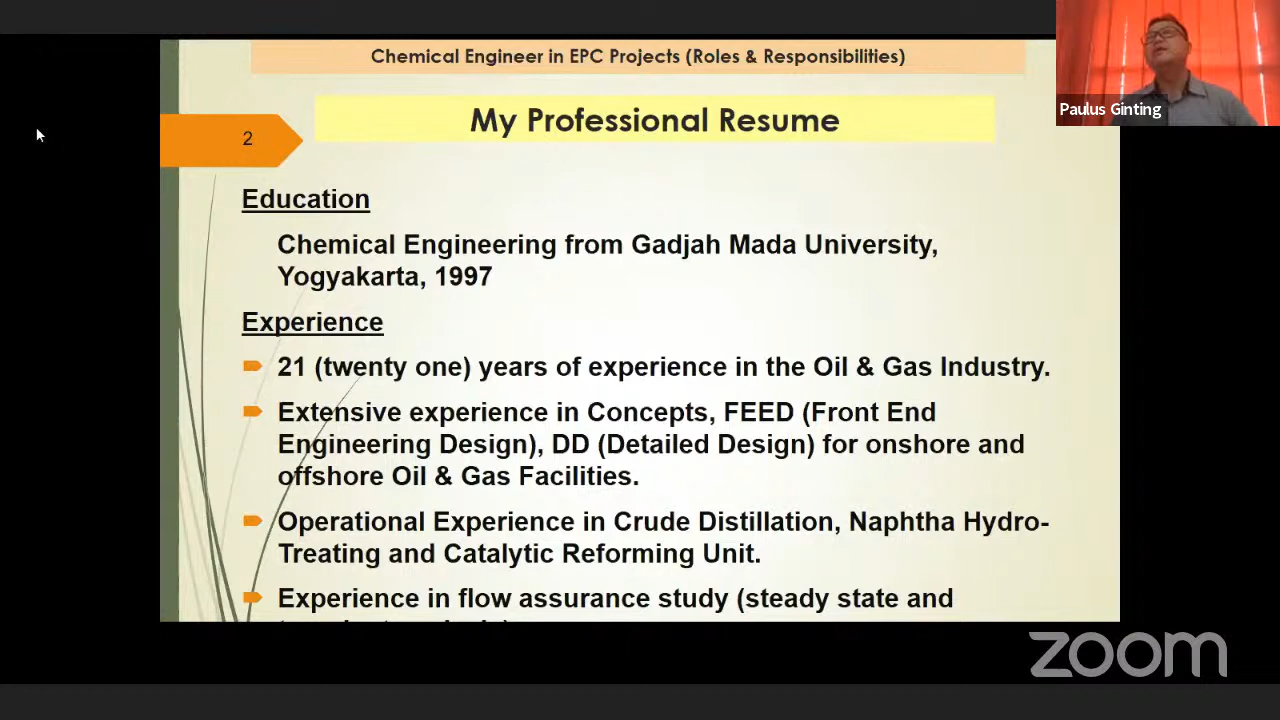 Chemical Engineer in EPC Projects (Roles & Responsibilities)
Paulus Ginting
My Professional Resume
2
Education
Chemical Engineering from Gadjah Mada University,
Yogyakarta, 1997
Experience
21 (twenty one) years of experience in the Oil & Gas Industry.
Extensive experience in Concepts, FEED (Front End
Engineering Design), DD (Detailed Design) for onshore and
offshore Oil & Gas Facilities.
Operational Experience in Crude Distillation, Naphtha Hydro-
Treating and Catalytic Reforming Unit.
Experience in flow assurance study (steady state and
zoom